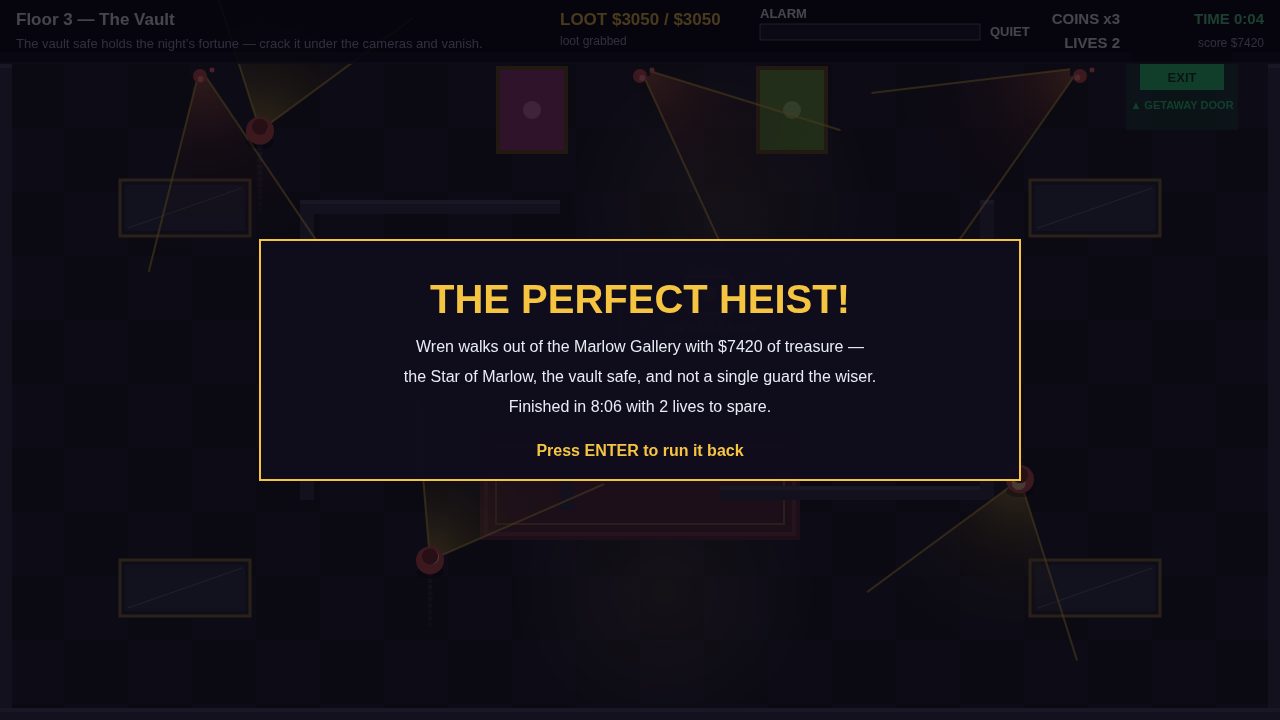 Floor 3 — The Vault
The vault safe holds the night's fortune — crack it under the cameras and vanish.
LOOT $3050 / $3050
loot grabbed
ALARM
QUIET
COINS x3
LIVES 2
TIME 0:04
score $7420
EXIT
▲ GETAWAY DOOR
THE PERFECT HEIST!
Wren walks out of the Marlow Gallery with $7420 of treasure —
the Star of Marlow, the vault safe, and not a single guard the wiser.
Finished in 8:06 with 2 lives to spare.
Press ENTER to run it back